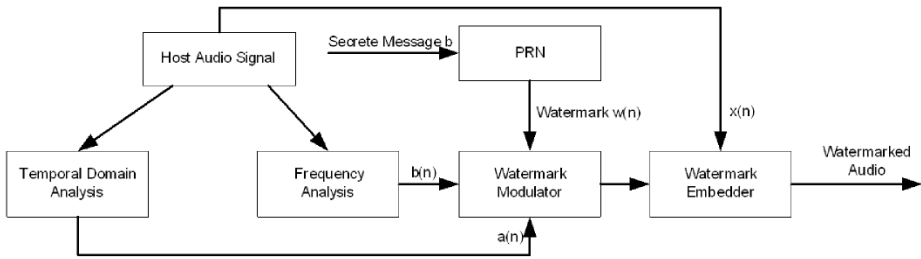 Secrete Message b
Host Audio Signal
PRN
Watermark w(n)
x(n)
Temporal Domain
Analysis
Frequency
Analysis
b(n)
Watermark
Modulator
Watermark
Embedder
Watermarked
Audio
a(n)